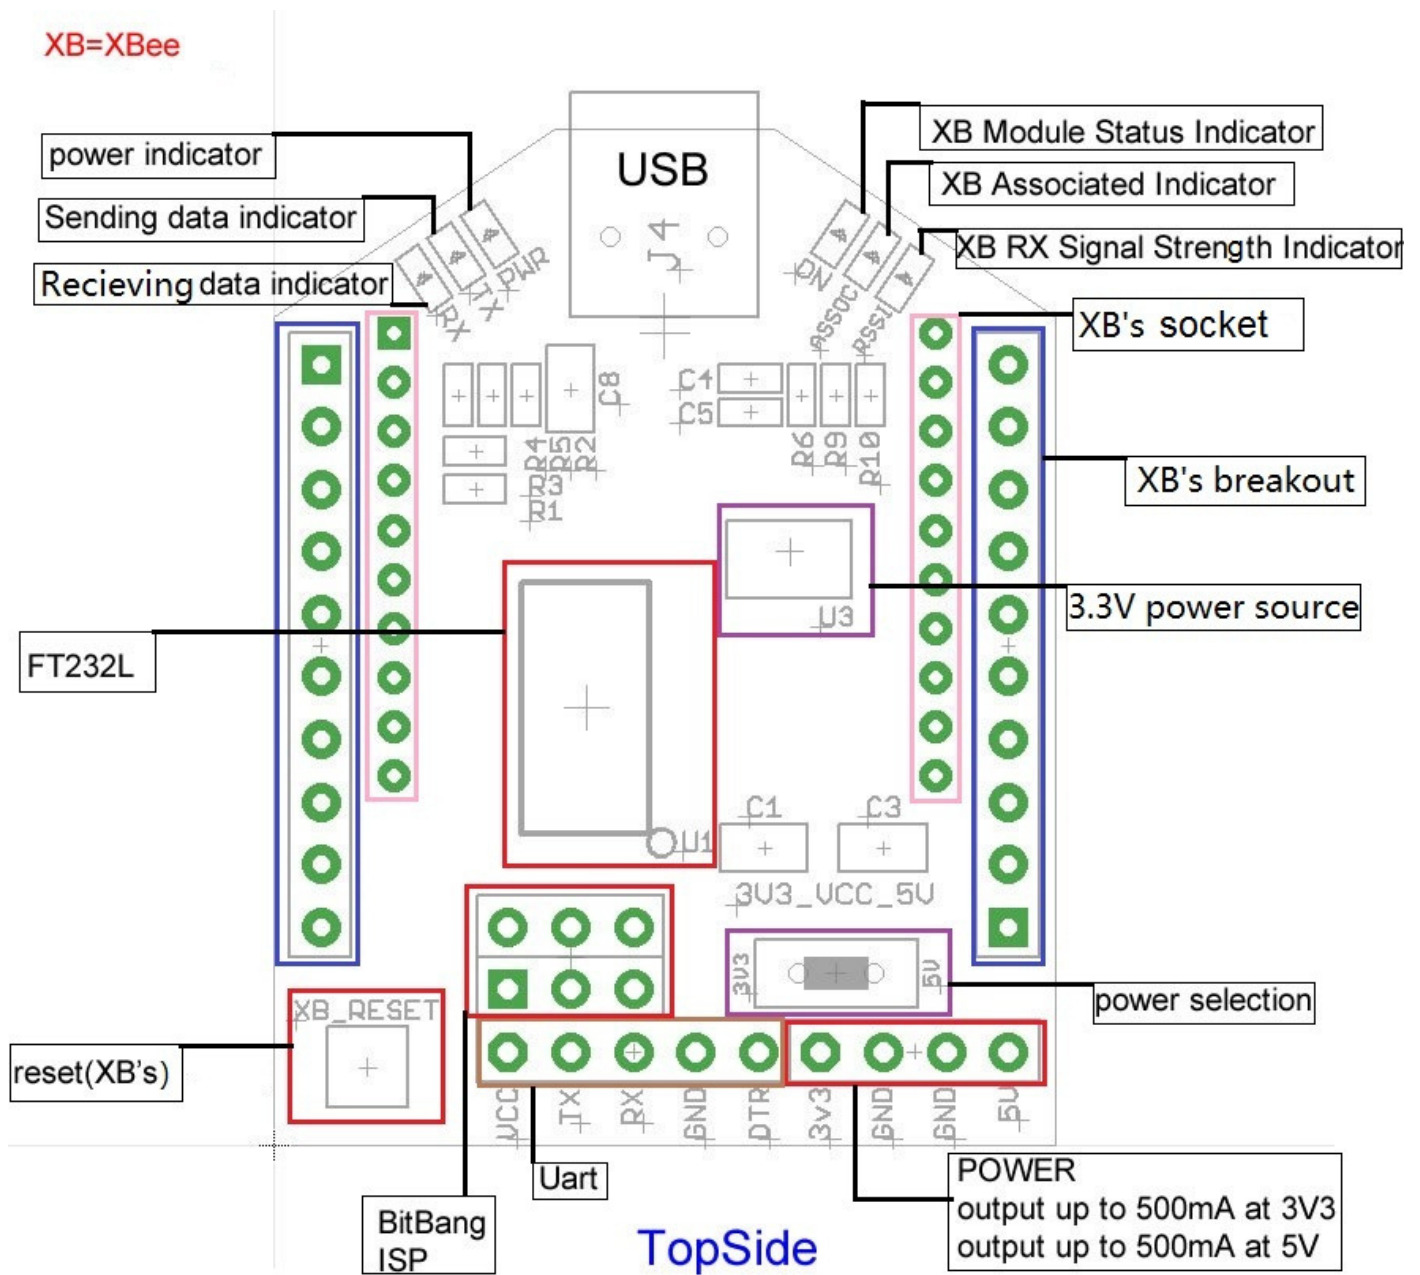 XB=XBee
power indicator
Sending data indicator
Recieving data indicator
USB
J4
XB Module Status Indicator
XB Associated Indicator
XB RX Signal Strength Indicator
XB's socket
PWR
TX
RX
ON
ASSOC
RSSI
C8
C4
C5
R4
R5
R2
R3
R1
R6
R9
R10
XB's breakout
U3
3.3V power source
FT232L
U1
C1
C3
3V3_VCC_5V
3V3
5V
power selection
XB_RESET
reset(XB's)
VCC
TX
RX
GND
DTR
3v3
GND
GND
5V
Uart
BitBang
ISP
POWER
output up to 500mA at 3V3
output up to 500mA at 5V
TopSide